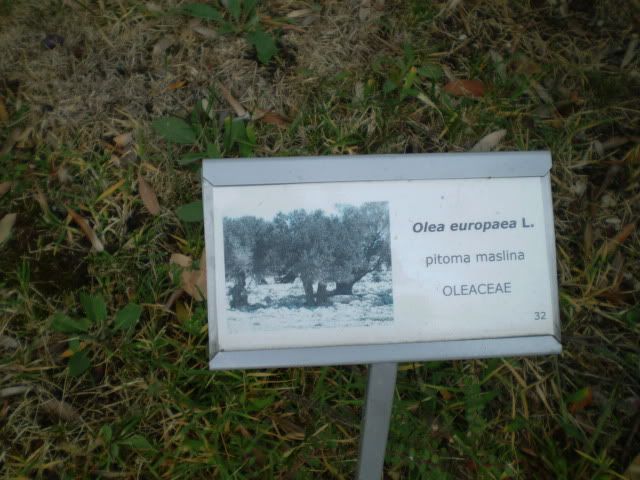 Olea europaea L.
pitoma maslina
OLEACEAE
32